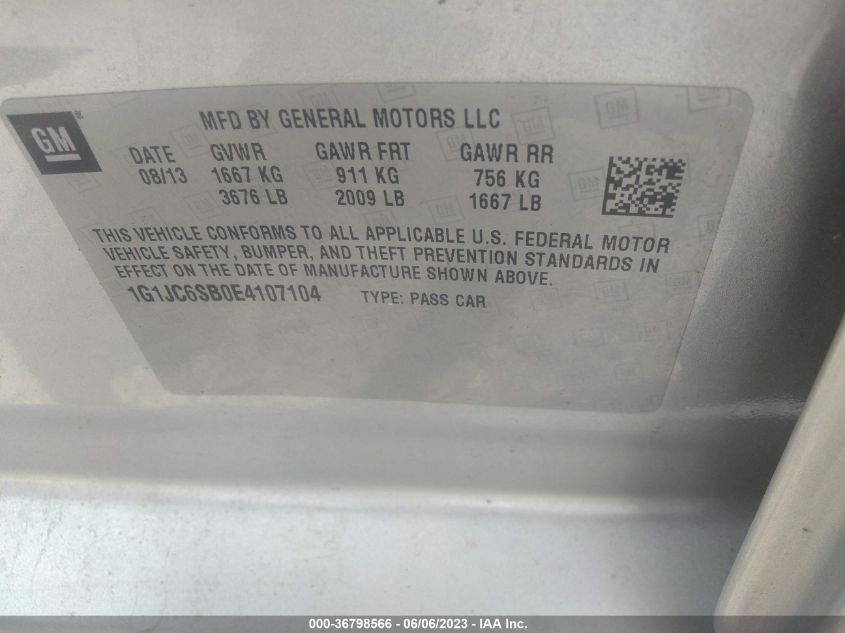 GM
MFD BY GENERAL MOTORS LLC
DATE GVWR GAWR FRT GAWR RR
08/13 1667 KG 911 KG 756 KG
3676 LB 2009 LB 1667 LB
THIS VEHICLE CONFORMS TO ALL APPLICABLE U.S. FEDERAL MOTOR
VEHICLE SAFETY, BUMPER, AND THEFT PREVENTION STANDARDS IN
EFFECT ON THE DATE OF MANUFACTURE SHOWN ABOVE.
1G1JC6SB0E4107104 TYPE: PASS CAR
000-36798566 - 06/06/2023 - IAA Inc.